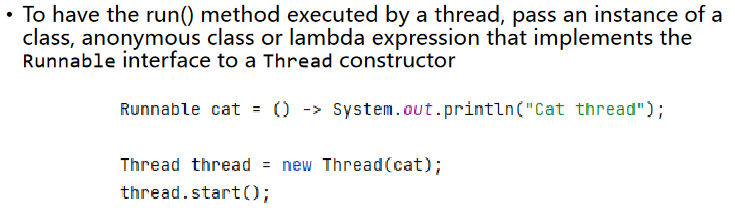 • To have the run() method executed by a thread, pass an instance of a
class, anonymous class or lambda expression that implements the
Runnable interface to a Thread constructor
Runnable cat = () -> System.out.println("Cat thread");
Thread thread = new Thread(cat);
thread.start();